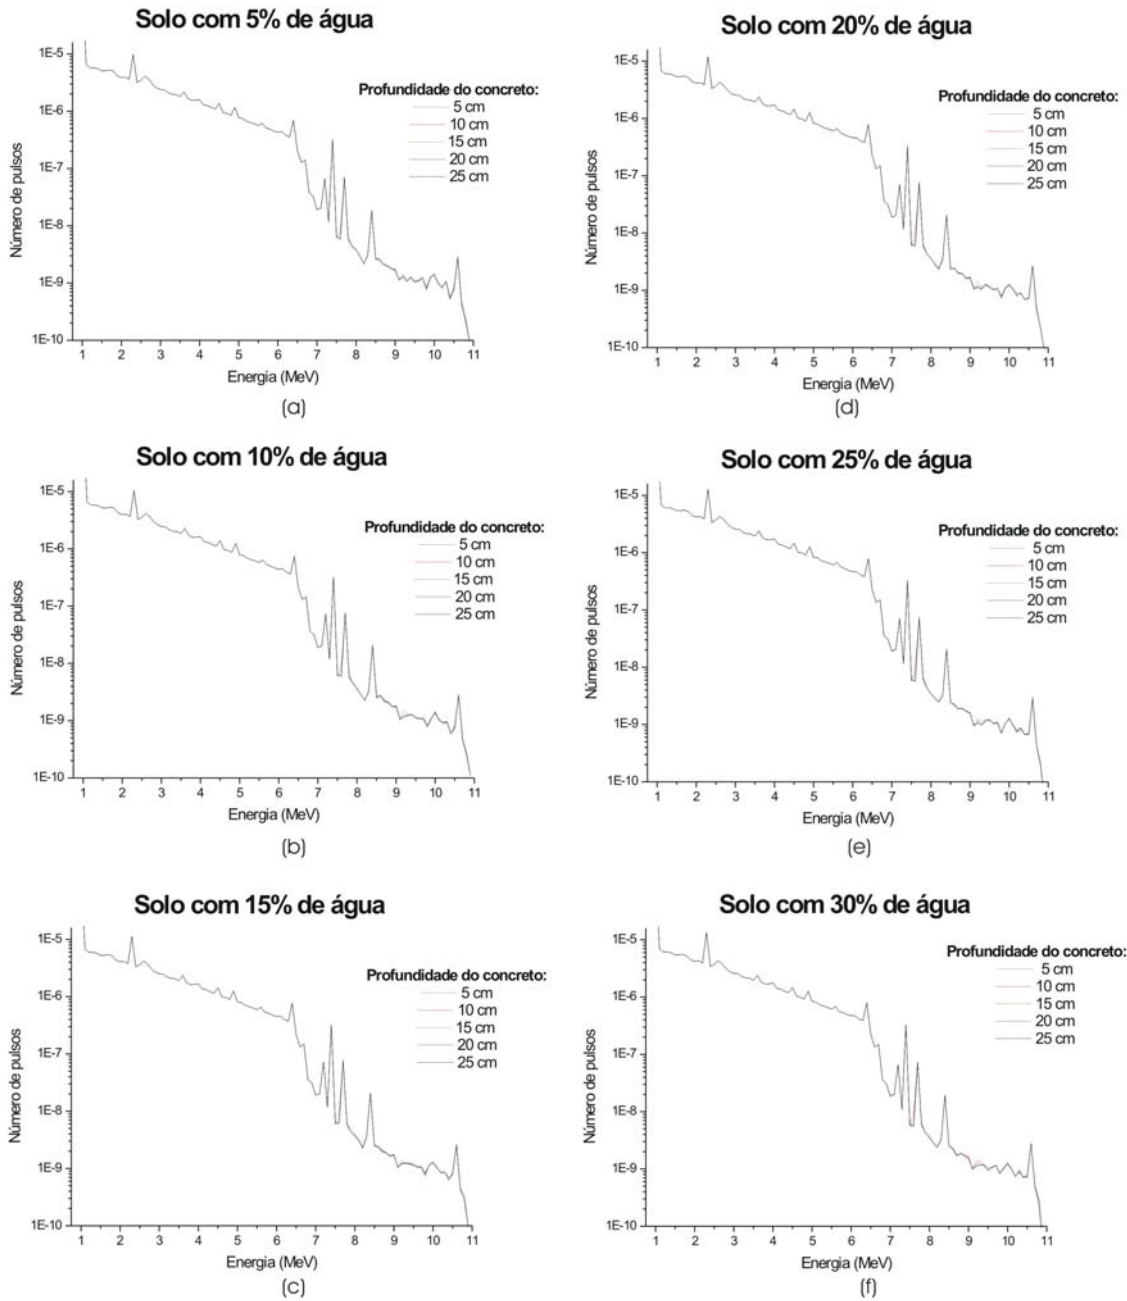 Solo com 5% de água
Profundidade do concreto:
5 cm
10 cm
15 cm
20 cm
25 cm
Número de pulsos
1E-5
1E-6
1E-7
1E-8
1E-9
1E-10
1 2 3 4 5 6 7 8 9 10 11
Energia (MeV)
(a)
Solo com 20% de água
Profundidade do concreto:
5 cm
10 cm
15 cm
20 cm
25 cm
Número de pulsos
1E-5
1E-6
1E-7
1E-8
1E-9
1E-10
1 2 3 4 5 6 7 8 9 10 11
Energia (MeV)
(d)
Solo com 10% de água
Profundidade do concreto:
5 cm
10 cm
15 cm
20 cm
25 cm
Número de pulsos
1E-5
1E-6
1E-7
1E-8
1E-9
1E-10
1 2 3 4 5 6 7 8 9 10 11
Energia (MeV)
(b)
Solo com 25% de água
Profundidade do concreto:
5 cm
10 cm
15 cm
20 cm
25 cm
Número de pulsos
1E-5
1E-6
1E-7
1E-8
1E-9
1E-10
1 2 3 4 5 6 7 8 9 10 11
Energia (MeV)
(e)
Solo com 15% de água
Profundidade do concreto:
5 cm
10 cm
15 cm
20 cm
25 cm
Número de pulsos
1E-5
1E-6
1E-7
1E-8
1E-9
1E-10
1 2 3 4 5 6 7 8 9 10 11
Energia (MeV)
(c)
Solo com 30% de água
Profundidade do concreto:
5 cm
10 cm
15 cm
20 cm
25 cm
Número de pulsos
1E-5
1E-6
1E-7
1E-8
1E-9
1E-10
1 2 3 4 5 6 7 8 9 10 11
Energia (MeV)
(f)